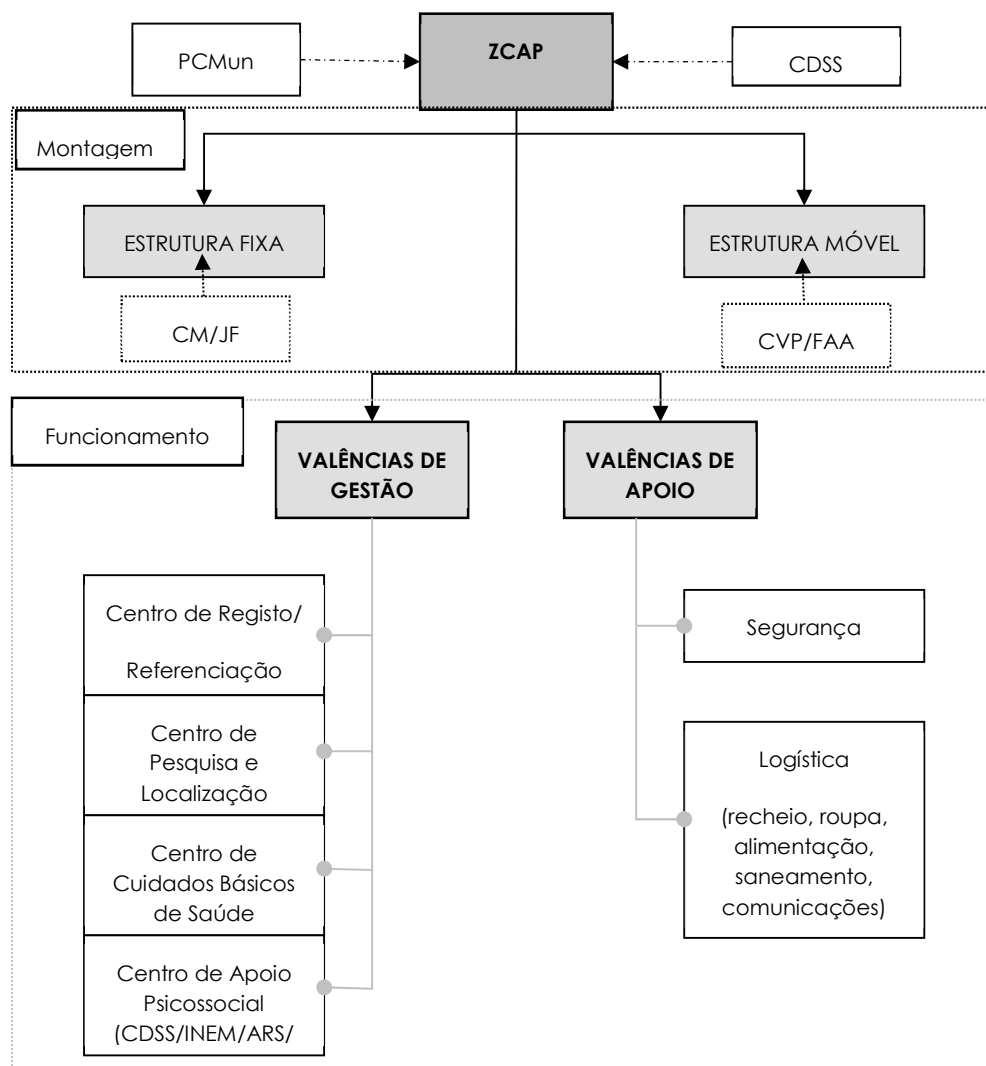 PCMun
ZCAP
CDSS
Montagem
ESTRUTURA FIXA
ESTRUTURA MÓVEL
CM/JF
CVP/FAA
Funcionamento
VALÊNCIAS DE
GESTÃO
VALÊNCIAS DE
APOIO
Centro de Registo/
Referenciação
Centro de
Pesquisa e
Localização
Centro de
Cuidados Básicos
de Saúde
Centro de Apoio
Psicossocial
(CDSS/INEM/ARS/
Segurança
Logística
(recheio, roupa,
alimentação,
saneamento,
comunicações)